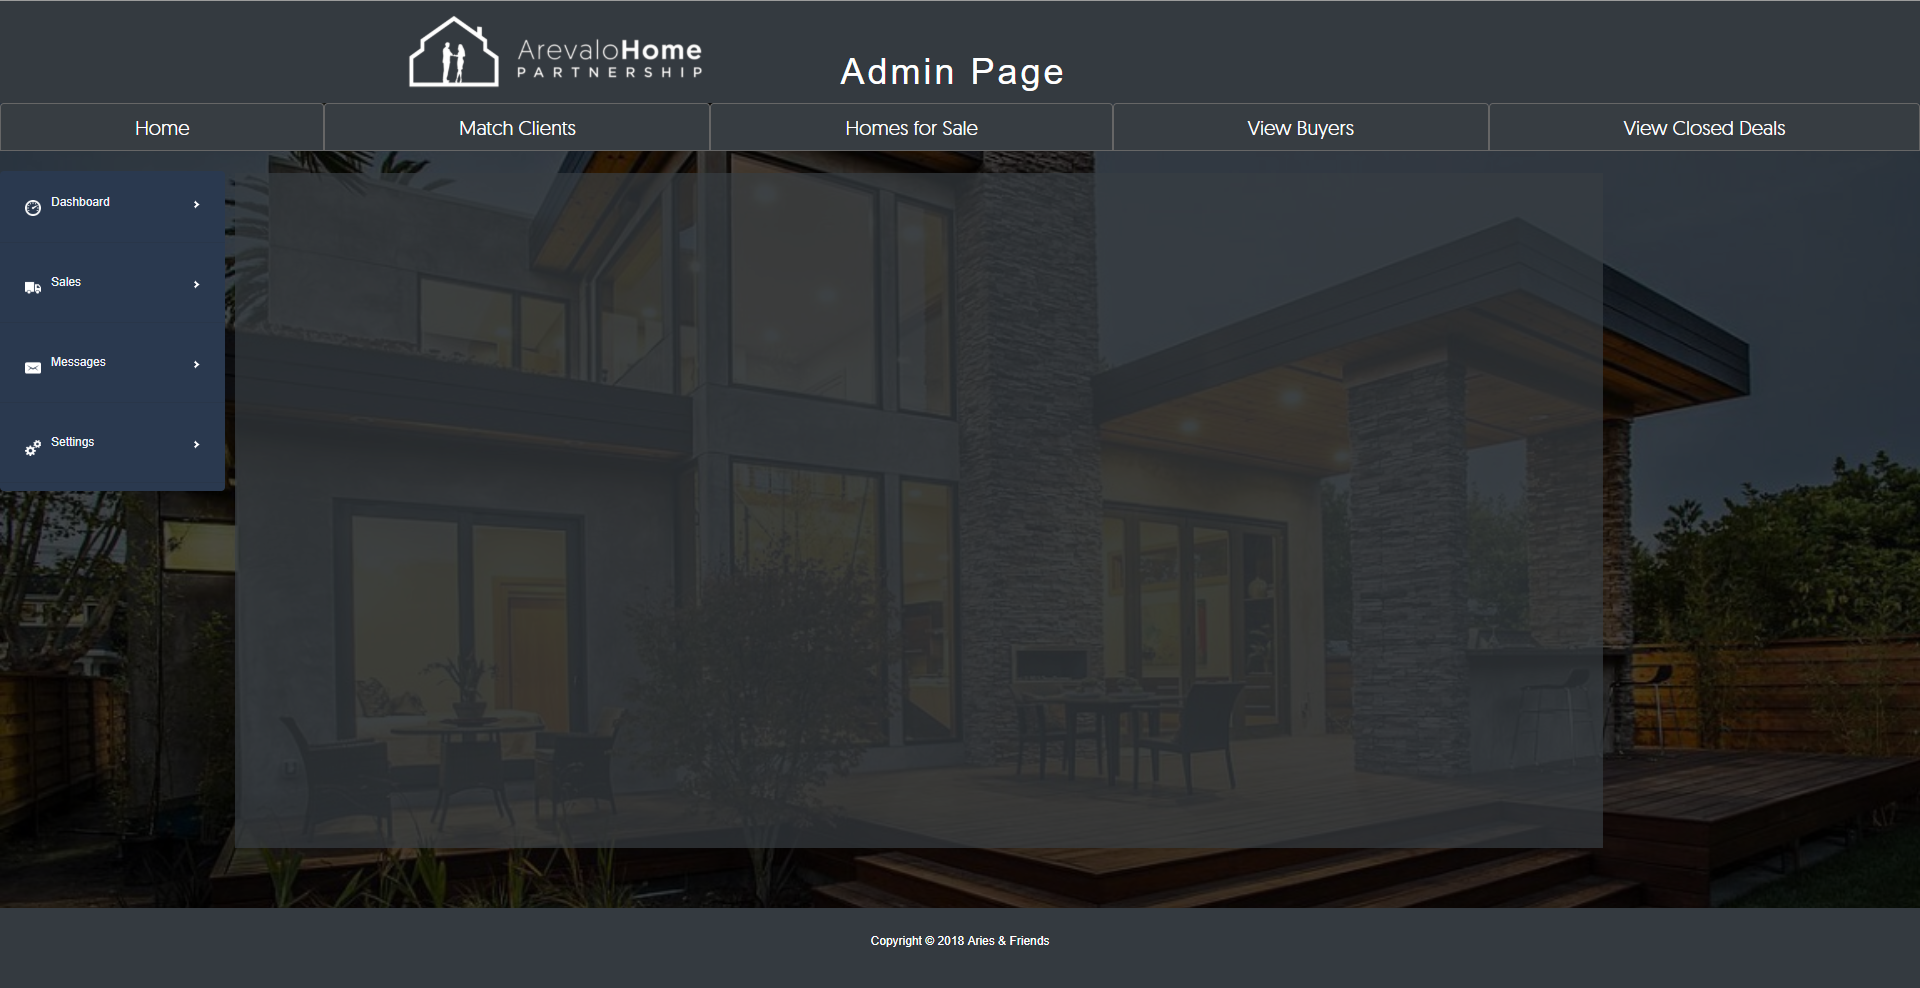 ArevaloHome
PARTNERSHIP
Admin Page
Home
Match Clients
Homes for Sale
View Buyers
View Closed Deals
Dashboard
Sales
Messages
Settings
Copyright © 2018 Aries & Friends